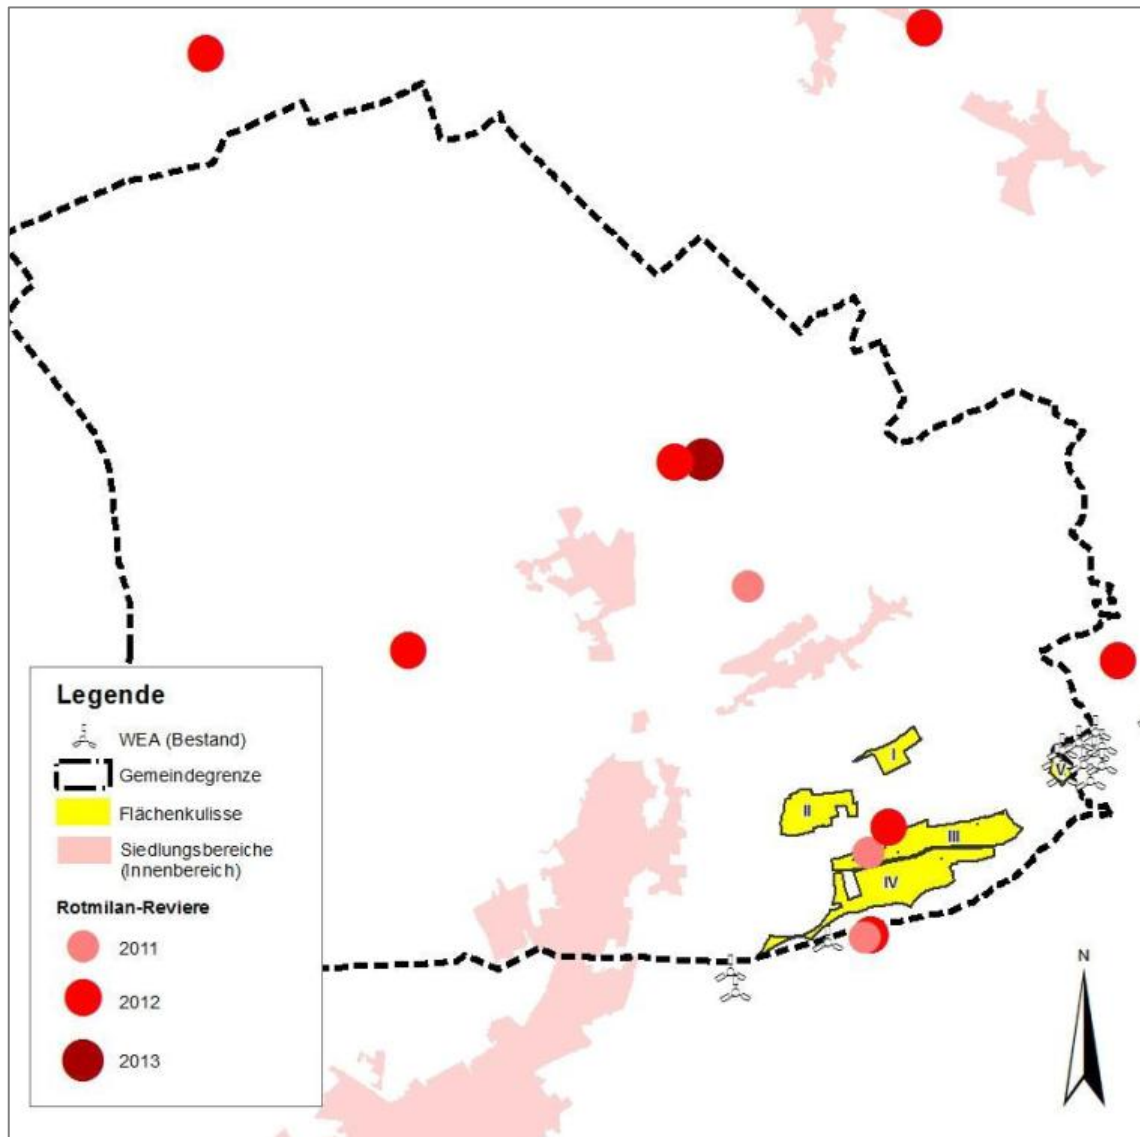 I
II
III
IV
V
Legende
WEA (Bestand)
Gemeindegrenze
Flächenkulisse
Siedlungsbereiche
(Innenbereich)
Rotmilan-Reviere
2011
2012
2013
N